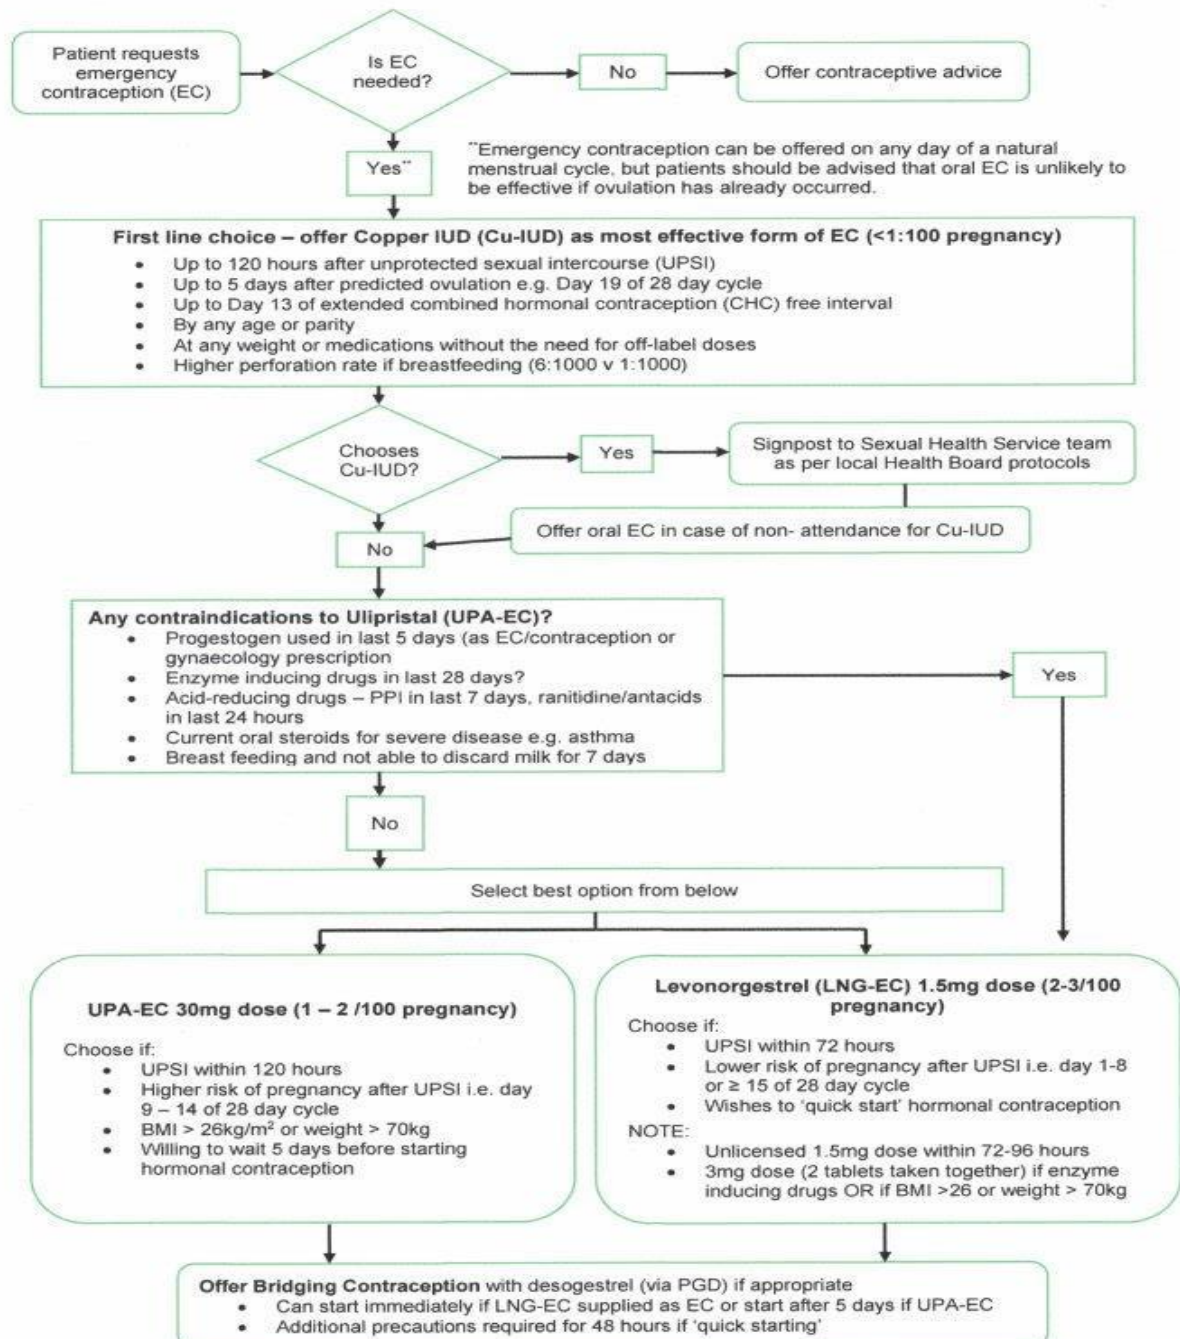 Patient requests
emergency
contraception (EC)
Is EC
needed?
No
Offer contraceptive advice
Yes**
**Emergency contraception can be offered on any day of a natural
menstrual cycle, but patients should be advised that oral EC is unlikely to
be effective if ovulation has already occurred.
First line choice – offer Copper IUD (Cu-IUD) as most effective form of EC (<1:100 pregnancy)
• Up to 120 hours after unprotected sexual intercourse (UPSI)
• Up to 5 days after predicted ovulation e.g. Day 19 of 28 day cycle
• Up to Day 13 of extended combined hormonal contraception (CHC) free interval
• By any age or parity
• At any weight or medications without the need for off-label doses
• Higher perforation rate if breastfeeding (6:1000 v 1:1000)
Chooses
Cu-IUD?
Yes
Signpost to Sexual Health Service team
as per local Health Board protocols
Offer oral EC in case of non- attendance for Cu-IUD
No
Any contraindications to Ulipristal (UPA-EC)?
• Progestogen used in last 5 days (as EC/contraception or
gynaecology prescription
• Enzyme inducing drugs in last 28 days?
• Acid-reducing drugs – PPI in last 7 days, ranitidine/antacids
in last 24 hours
• Current oral steroids for severe disease e.g. asthma
• Breast feeding and not able to discard milk for 7 days
Yes
No
Select best option from below
UPA-EC 30mg dose (1 – 2 /100 pregnancy)
Choose if:
• UPSI within 120 hours
• Higher risk of pregnancy after UPSI i.e. day
9 – 14 of 28 day cycle
• BMI > 26kg/m² or weight > 70kg
• Willing to wait 5 days before starting
hormonal contraception
Levonorgestrel (LNG-EC) 1.5mg dose (2-3/100
pregnancy)
Choose if:
• UPSI within 72 hours
• Lower risk of pregnancy after UPSI i.e. day 1-8
or ≥ 15 of 28 day cycle
• Wishes to 'quick start' hormonal contraception
NOTE:
• Unlicensed 1.5mg dose within 72-96 hours
• 3mg dose (2 tablets taken together) if enzyme
inducing drugs OR if BMI >26 or weight > 70kg
Offer Bridging Contraception with desogestrel (via PGD) if appropriate
• Can start immediately if LNG-EC supplied as EC or start after 5 days if UPA-EC
• Additional precautions required for 48 hours if 'quick starting'